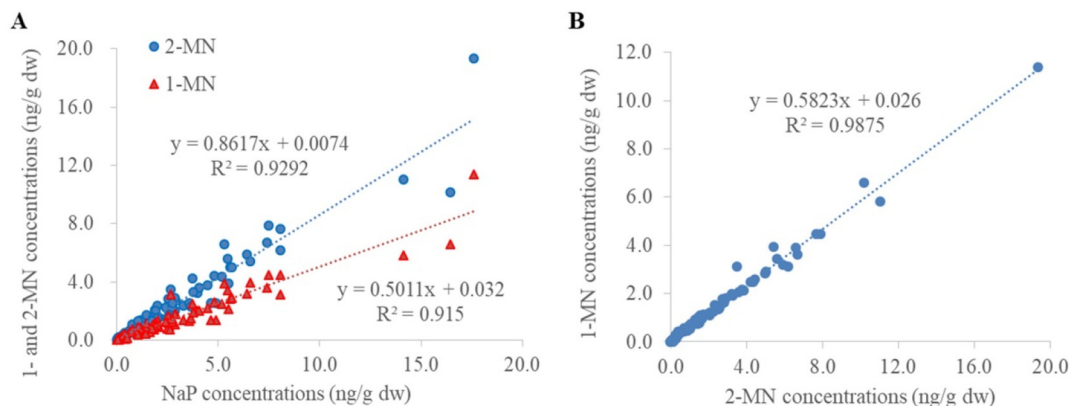 A
1- and 2-MN concentrations (ng/g dw)
20.0
16.0
12.0
8.0
4.0
0.0
2-MN
1-MN
y = 0.8617x + 0.0074
R² = 0.9292
y = 0.5011x + 0.032
R² = 0.915
0.0 5.0 10.0 15.0 20.0
NaP concentrations (ng/g dw)
B
1-MN concentrations (ng/g dw)
12.0
10.0
8.0
6.0
4.0
2.0
0.0
y = 0.5823x + 0.026
R² = 0.9875
0.0 4.0 8.0 12.0 16.0 20.0
2-MN concentrations (ng/g dw)